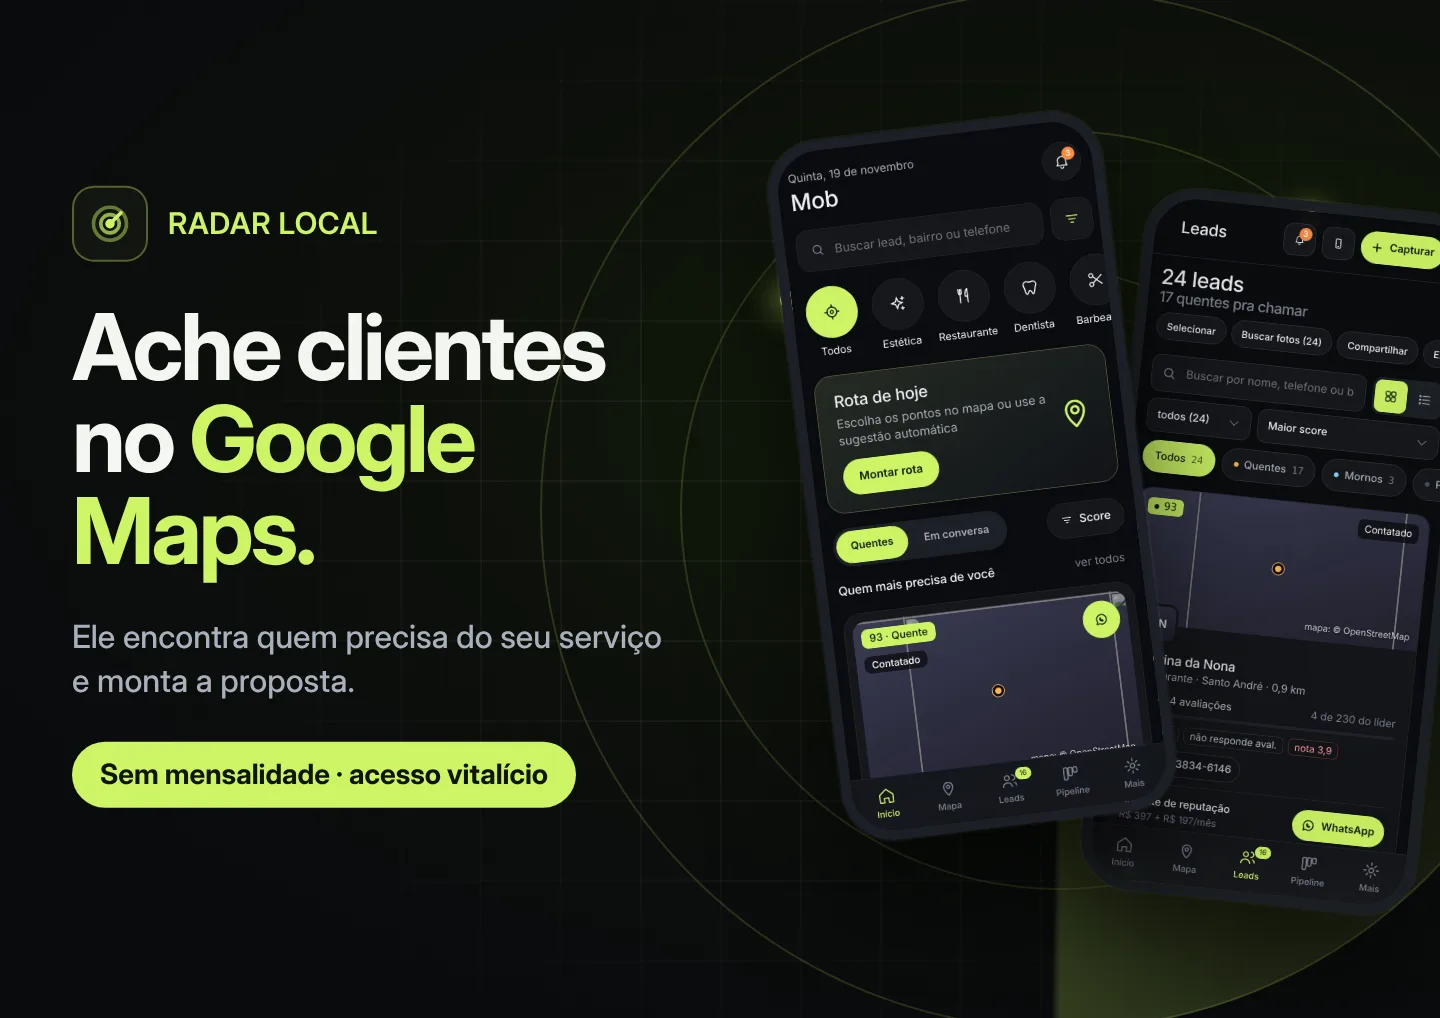 RADAR LOCAL
Ache clientes
no Google
Maps.
Ele encontra quem precisa do seu serviço
e monta a proposta.
Sem mensalidade · acesso vitalício
Quinta, 19 de novembro
3
Mob
Buscar lead, bairro ou telefone
Todos
Estética
Restaurante
Dentista
Barbea
Rota de hoje
Escolha os pontos no mapa ou use a
sugestão automática
Montar rota
Quentes
Em conversa
Score
Quem mais precisa de você
ver todos
93 · Quente
Contatado
mapa: © OpenStreetMap
Início
Mapa
16
Leads
Pipeline
Mais
Leads
3
+ Capturar
24 leads
17 quentes pra chamar
Selecionar
Buscar fotos (24)
Compartilhar
E
Buscar por nome, telefone ou b
todos (24)
Maior score
Todos 24
Quentes 17
Mornos 3
93
Contatado
N
mapa: © OpenStreetMap
ina da Nona
rante · Santo André · 0,9 km
4 avaliações
4 de 230 do líder
não responde aval.
nota 3,9
3834-6146
te de reputação
R$ 397 + R$ 197/mês
WhatsApp
Início
Mapa
16
Leads
Pipeline
Mais